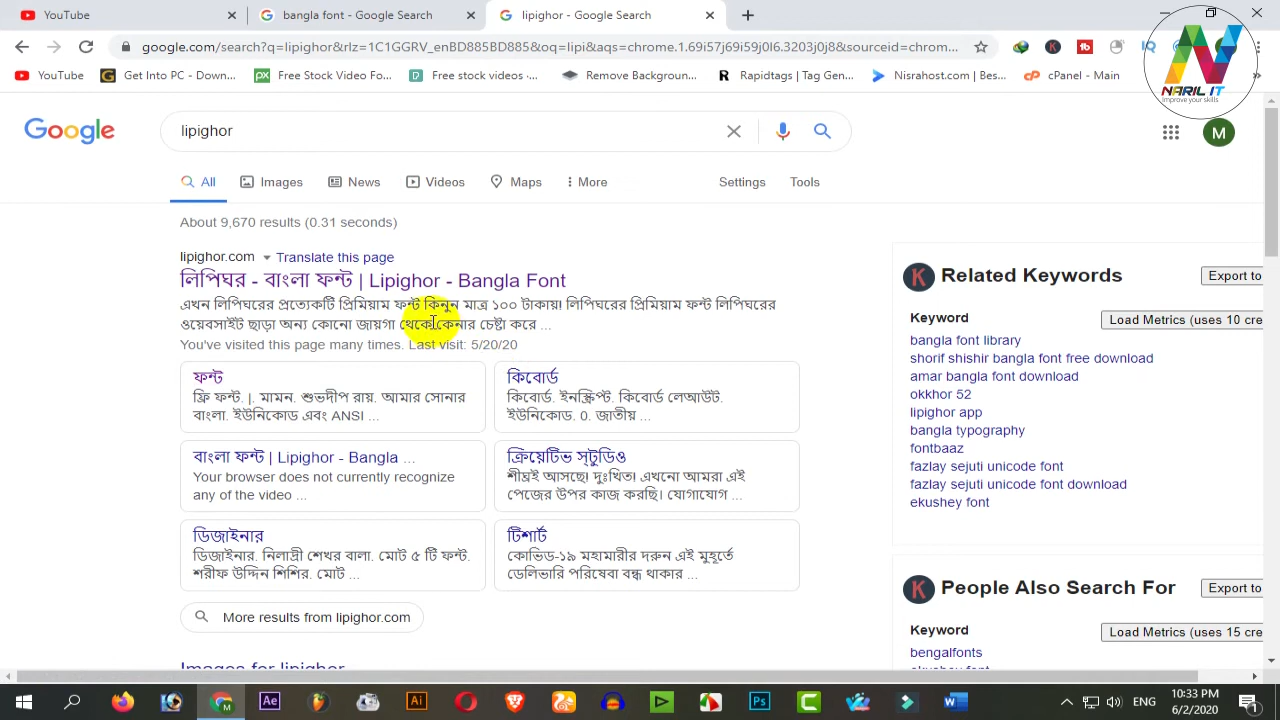 YouTube
bangla font - Google Search
lipighor - Google Search
google.com/search?q=lipighor&rlz=1C1GGRV_enBD885BD885&oq=lipi&aqs=chrome.1.69i57j69i59j0l6.3203j0j8&sourceid=chrom...
YouTube
Get Into PC - Down...
Free Stock Video Fo...
Free stock videos -...
Remove Backgroun...
Rapidtags | Tag Gen...
Nisrahost.com | Bes...
cPanel - Main
NARIL IT
Improve your skills
Google
lipighor
M
All
Images
News
Videos
Maps
More
Settings
Tools
About 9,670 results (0.31 seconds)
lipighor.com Translate this page
লিপিঘর - বাংলা ফন্ট | Lipighor - Bangla Font
এখন লিপিঘরের প্রত্যেকটি প্রিমিয়াম ফন্ট কিনুন মাত্র ১০০ টাকায়! লিপিঘরের প্রিমিয়াম ফন্ট লিপিঘরের
ওয়েবসাইট ছাড়া অন্য কোনো জায়গা থেকে কেনার চেষ্টা করে ...
You've visited this page many times. Last visit: 5/20/20
ফন্ট
ফ্রি ফন্ট. |. মামন. শুভদীপ রায়. আমার সোনার
বাংলা. ইউনিকোড এবং ANSI ...
কিবোর্ড
কিবোর্ড. ইনস্ক্রিপ্ট. কিবোর্ড লেআউট.
ইউনিকোড. 0. জাতীয় ...
বাংলা ফন্ট | Lipighor - Bangla ...
Your browser does not currently recognize
any of the video ...
ক্রিয়েটিভ স্টুডিও
শীঘ্রই আসছে! দুঃখিত! এখনো আমরা এই
পেজের উপর কাজ করছি। যোগাযোগ ...
ডিজাইনার
ডিজাইনার. নিলাদ্রী শেখর বালা. মোট ৫ টি ফন্ট.
শরীফ উদ্দিন শিশির. মোট ...
টিশার্ট
কোভিড-১৯ মহামারীর দরুন এই মুহূর্তে
ডেলিভারি পরিষেবা বন্ধ থাকার ...
More results from lipighor.com
Images for lipighor
K Related Keywords
Export to
Keyword
Load Metrics (uses 10 cre
bangla font library
shorif shishir bangla font free download
amar bangla font download
okkhor 52
lipighor app
bangla typography
fontbaaz
fazlay sejuti unicode font
fazlay sejuti unicode font download
ekushey font
K People Also Search For
Export to
Keyword
Load Metrics (uses 15 cre
bengalfonts
ekushey font
ENG
10:33 PM
6/2/2020